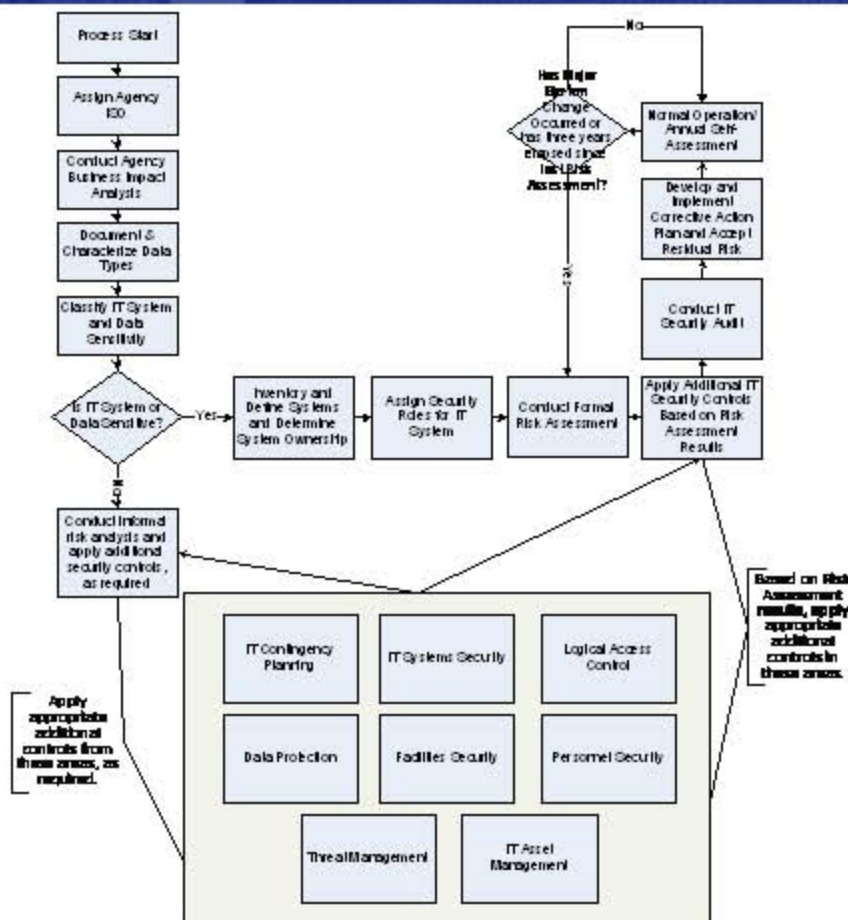 Process Start
Assign Agency
ISO
Conduct Agency
Business Impact
Analysis
Document &
Characterize Data
Types
Classify IT System
and Data
Sensitivity
Is IT System or
Data Sensitive?
Yes
No
Inventory and
Define Systems
and Determine
System Ownership
Assign Security
Roles for IT
System
Conduct Formal
Risk Assessment
Apply Additional IT
Security Controls
Based on Risk
Assessment
Results
Conduct IT
Security Audit
Develop and
Implement
Corrective Action
Plan and Accept
Residual Risk
Normal Operation/
Annual Self-
Assessment
Has Major
Change
Occurred or
has three years
elapsed since
Risk
Assessment?
No
Yes
Conduct informal
risk analysis and
apply additional
security controls,
as required
Apply
appropriate
additional
controls from
these areas, as
required.
Based on Risk
Assessment
results, apply
appropriate
additional
controls in
these areas.
IT Contingency
Planning
IT Systems Security
Logical Access
Control
Data Protection
Facilities Security
Personnel Security
Threat Management
IT Asset
Management